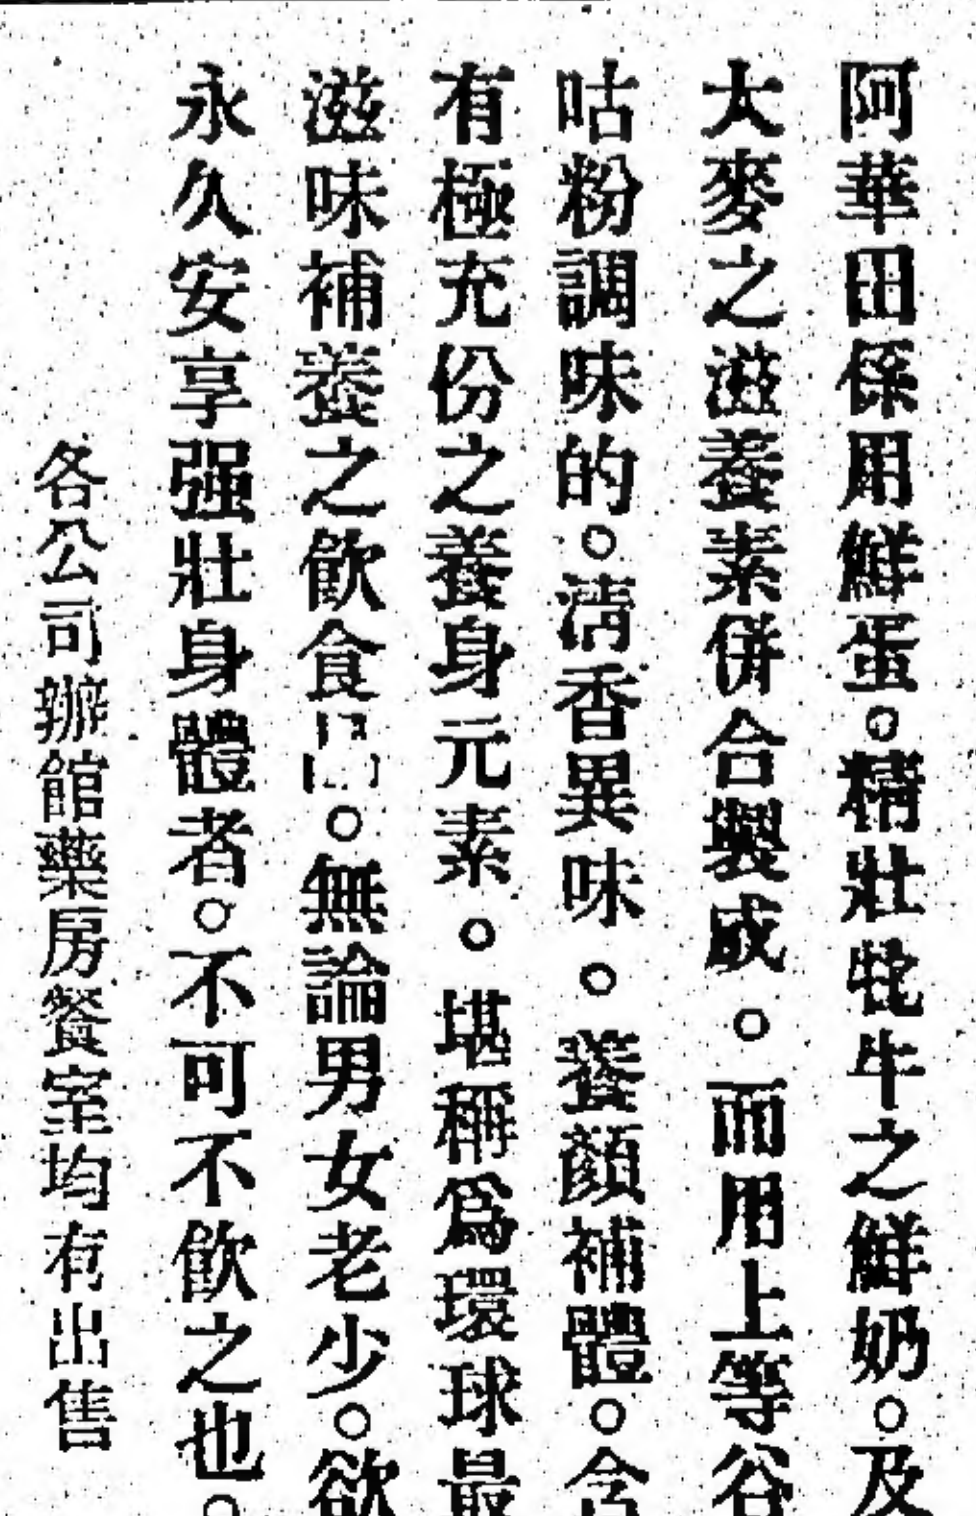 阿華田係用鮮蛋。精壯牝牛之鮮奶。及
大麥之滋養素併合製成。而用上等谷
咕粉調味的。清香異味。養顏補體。含
有極充份之養身元素。堪稱爲環球最
滋味補養之飲食品。無論男女老少。欲
永久安享强壯身體者。不可不飲之也。
各公司辦館藥房餐室均有出售